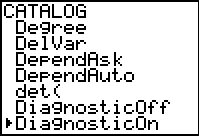 CATALOG
Degree
DelVar
DependAsk
DependAuto
det(
DiagnosticOff
▶DiagnosticOn